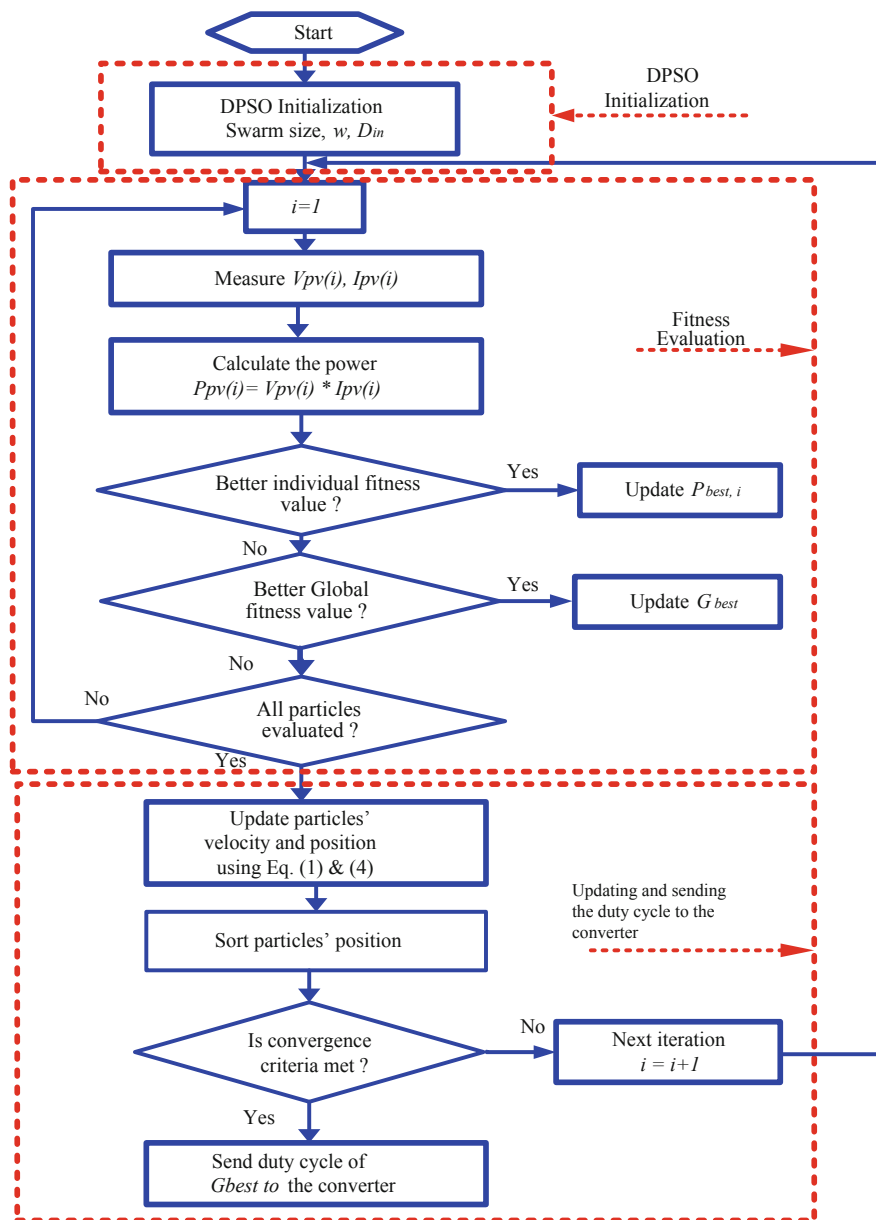 Start
DPSO
Initialization
DPSO Initialization
Swarm size, w, Din
i=1
Measure Vpv(i), Ipv(i)
Fitness
Evaluation
Calculate the power
Ppv(i)= Vpv(i) * Ipv(i)
Better individual fitness
value ?
Yes
Update Pbest, i
No
Better Global
fitness value ?
Yes
Update G best
No
No
All particles
evaluated ?
Yes
Update particles’
velocity and position
using Eq. (1) & (4)
Updating and sending
the duty cycle to the
converter
Sort particles’ position
Is convergence
criteria met ?
No
Next iteration
i = i+1
Yes
Send duty cycle of
Gbest to the converter